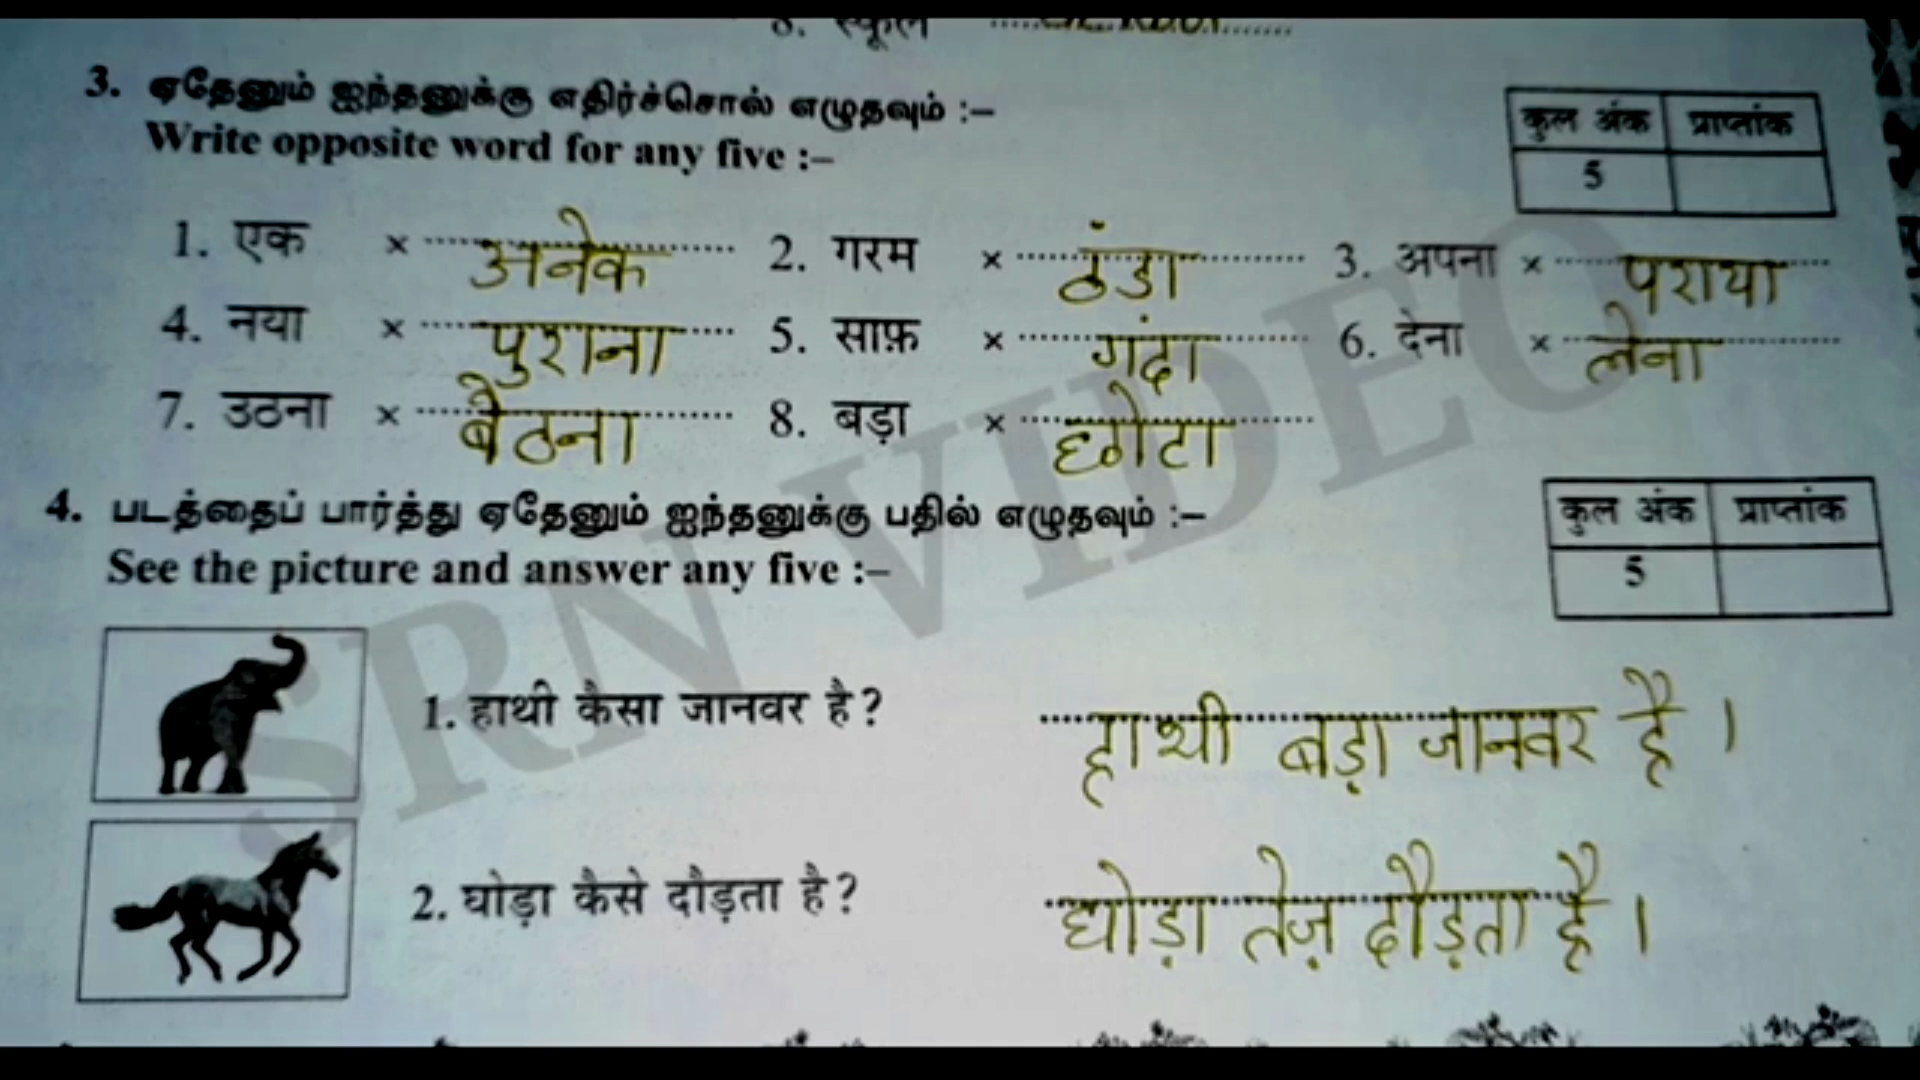 8. स्कूल
3. ஏதேனும் ஐந்தனுக்கு எதிர்ச்சொல் எழுதவும் :–
Write opposite word for any five :–
कुल अंक प्राप्तांक
5
1. एक × अनेक 2. गरम × ठंडा 3. अपना × पराया
4. नया × पुराना 5. साफ़ × गंदा 6. देना × लेना
7. उठना × बैठना 8. बड़ा × छोटा
4. படத்தைப் பார்த்து ஏதேனும் ஐந்தனுக்கு பதில் எழுதவும் :–
See the picture and answer any five :–
कुल अंक प्राप्तांक
5
1. हाथी कैसा जानवर है? हाथी बड़ा जानवर है।
2. घोड़ा कैसे दौड़ता है? घोड़ा तेज़ दौड़ता है।
SRN VIDEO